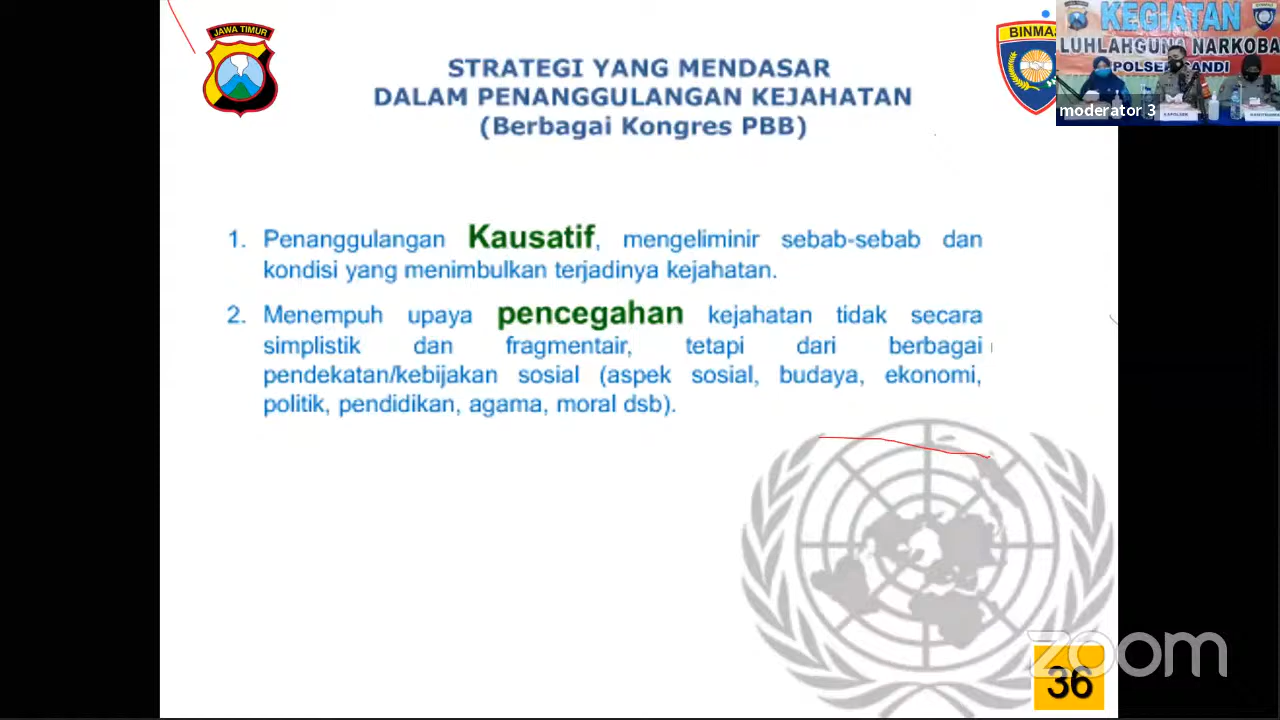 JAWA TIMUR
STRATEGI YANG MENDASAR
DALAM PENANGGULANGAN KEJAHATAN
(Berbagai Kongres PBB)
BINMAS
KEGIATAN
LUHLAHGUNG NARKOBA
moderator 3
KAPOLSEK
1. Penanggulangan Kausatif, mengeliminir sebab-sebab dan
kondisi yang menimbulkan terjadinya kejahatan.
2. Menempuh upaya pencegahan kejahatan tidak secara
simplistik dan fragmentair, tetapi dari berbagai
pendekatan/kebijakan sosial (aspek sosial, budaya, ekonomi,
politik, pendidikan, agama, moral dsb).
zoom
36